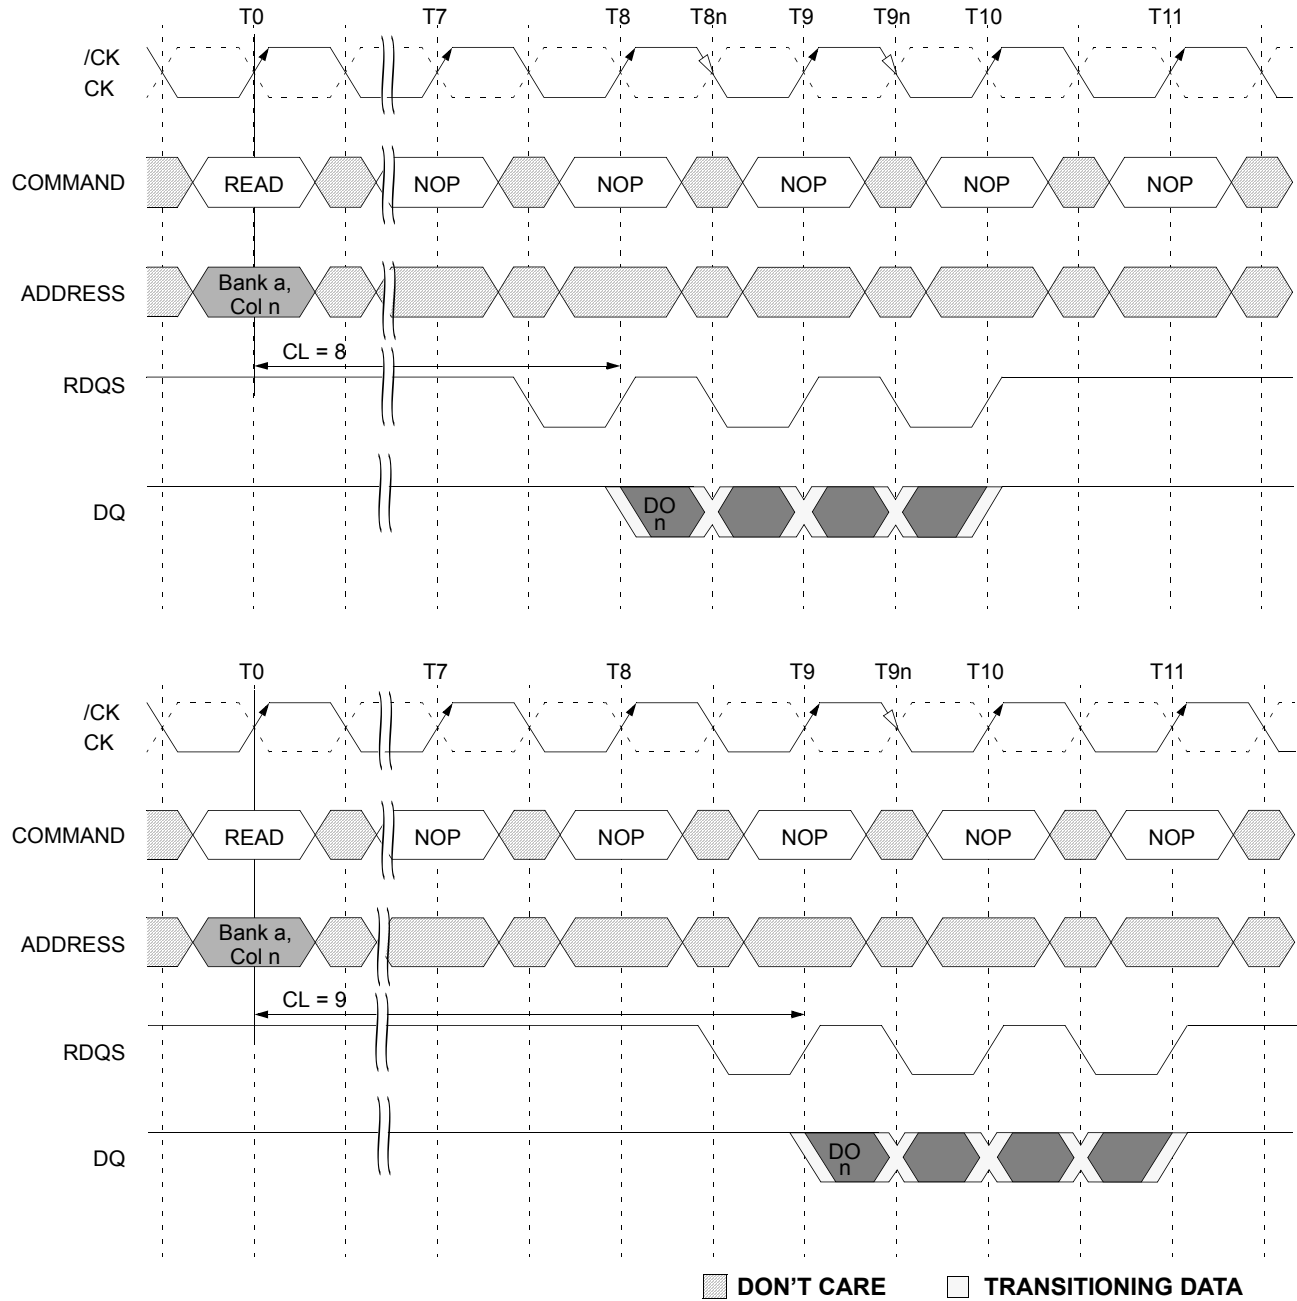 T0 T7 T8 T8n T9 T9n T10 T11
/CK
CK
COMMAND READ NOP NOP NOP NOP NOP
ADDRESS Bank a,
Col n
CL = 8
RDQS
DQ DO
n
T0 T7 T8 T9 T9n T10 T11
/CK
CK
COMMAND READ NOP NOP NOP NOP NOP
ADDRESS Bank a,
Col n
CL = 9
RDQS
DQ DO
n
DON'T CARE TRANSITIONING DATA